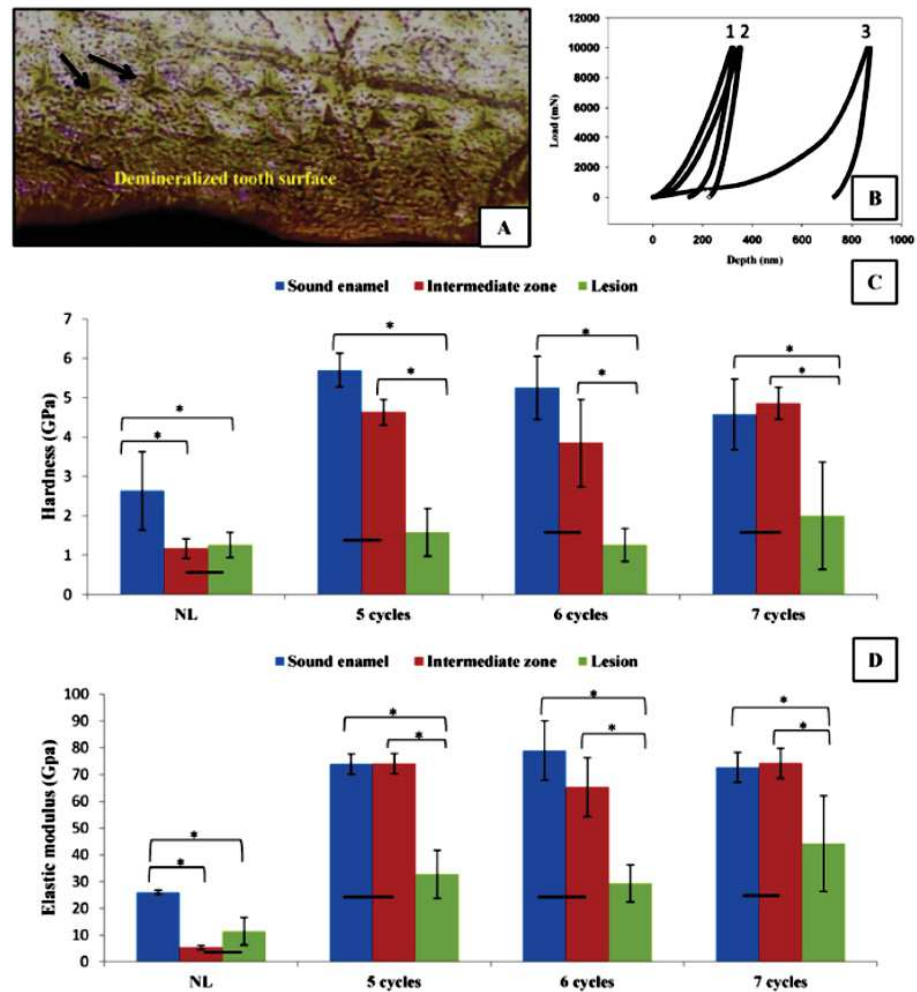 Demineralized tooth surface
A
1 2 3
12000
10000
8000
6000
4000
2000
0
Load (mN)
0 200 400 600 800 1000
Depth (nm)
B
C
Sound enamel Intermediate zone Lesion
7
6
5
4
3
2
1
0
Hardness (GPa)
* * * * * * * *
NL 5 cycles 6 cycles 7 cycles
D
Sound enamel Intermediate zone Lesion
100
90
80
70
60
50
40
30
20
10
0
Elastic modulus (Gpa)
* * * * * * * *
NL 5 cycles 6 cycles 7 cycles